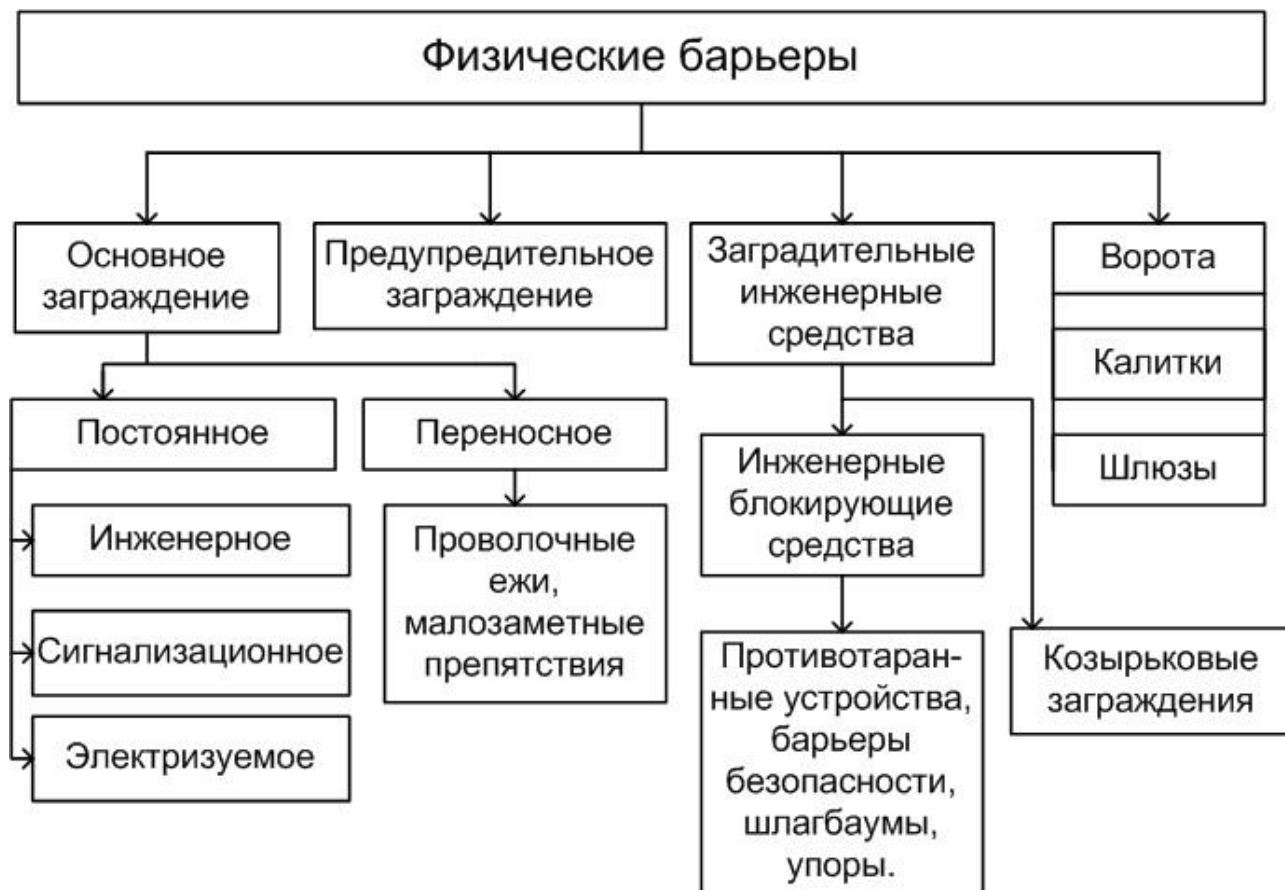 Физические барьеры
Основное
заграждение
Предупредительное
заграждение
Заградительные
инженерные
средства
Ворота
Калитки
Шлюзы
Постоянное
Переносное
Инженерное
Сигнализационное
Электризуемое
Проволочные
ежи,
малозаметные
препятствия
Инженерные
блокирующие
средства
Противотаран-
ные устройства,
барьеры
безопасности,
шлагбаумы,
упоры.
Козырьковые
заграждения